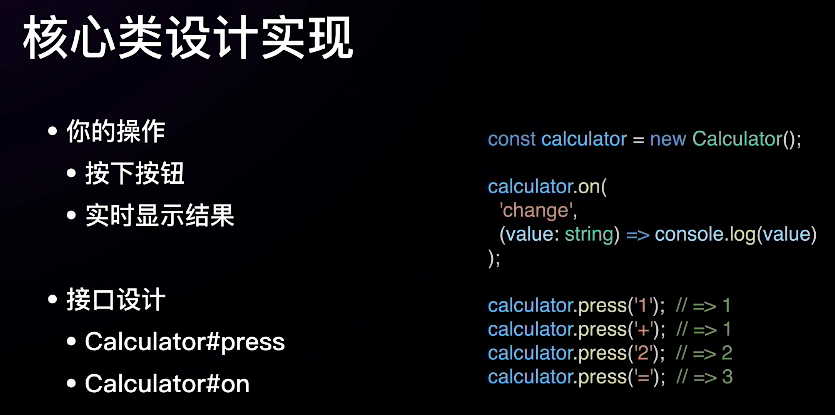 核心类设计实现
• 你的操作
• 按下按钮
• 实时显示结果
• 接口设计
• Calculator#press
• Calculator#on
const calculator = new Calculator();
calculator.on(
'change',
(value: string) => console.log(value)
);
calculator.press('1'); // => 1
calculator.press('+'); // => 1
calculator.press('2'); // => 2
calculator.press('='); // => 3